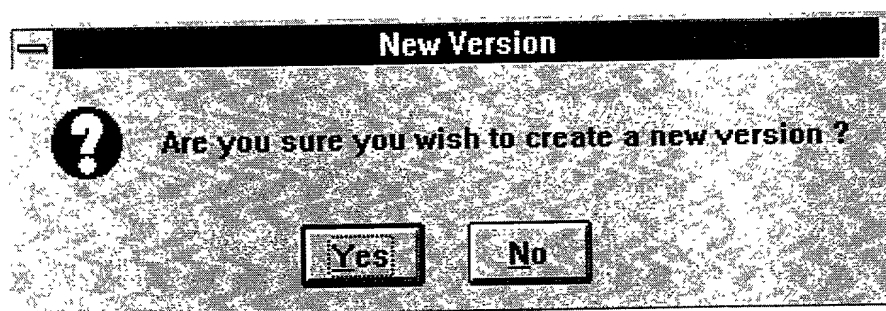 New Version
Are you sure you wish to create a new version ?
Yes
No